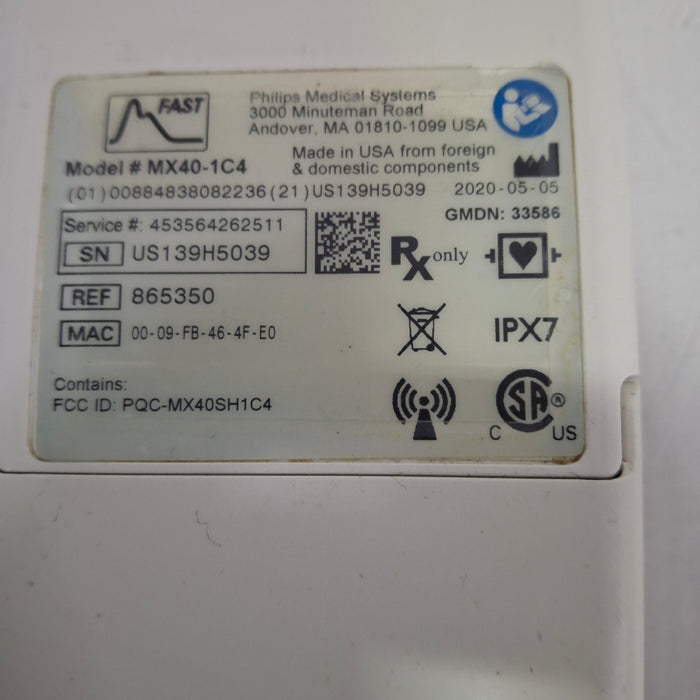 FAST
Philips Medical Systems
3000 Minuteman Road
Andover, MA 01810-1099 USA
Model # MX40-1C4
Made in USA from foreign
& domestic components
(01)00884838082236(21)US139H5039 2020-05-05
Service #: 453564262511
GMDN: 33586
SN US139H5039
Rx only
REF 865350
MAC 00-09-FB-46-4F-E0
IPX7
Contains:
FCC ID: PQC-MX40SH1C4
C SA® US